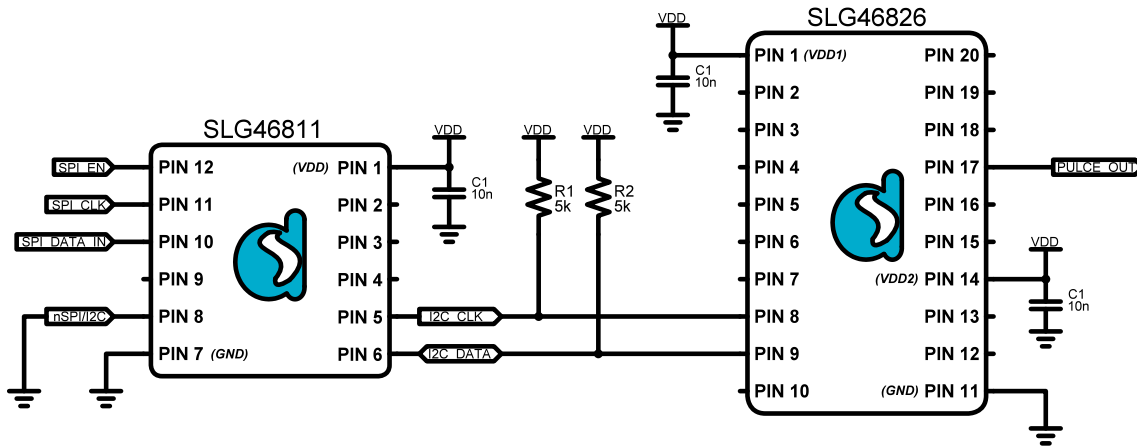 SLG46811
SPI_EN
SPI_CLK
SPI_DATA_IN
nSPI/I2C
PIN 12
PIN 11
PIN 10
PIN 9
PIN 8
PIN 7 (GND)
(VDD) PIN 1
PIN 2
PIN 3
PIN 4
PIN 5
PIN 6
VDD
C1
10n
I2C_CLK
I2C_DATA
VDD
R1
5k
VDD
R2
5k
SLG46826
VDD
C1
10n
PIN 1 (VDD1)
PIN 2
PIN 3
PIN 4
PIN 5
PIN 6
PIN 7
PIN 8
PIN 9
PIN 10
PIN 20
PIN 19
PIN 18
PIN 17
PIN 16
PIN 15
(VDD2) PIN 14
PIN 13
PIN 12
(GND) PIN 11
PULCE_OUT
VDD
C1
10n